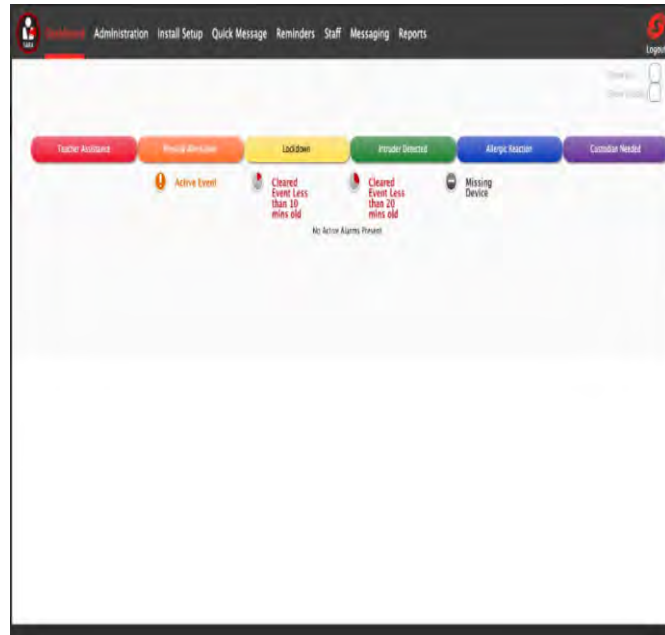 SARA
Dashboard Administration Install Setup Quick Message Reminders Staff Messaging Reports
Logout
Teacher Assistance
Lockdown
Intruder Detected
Allergic Reaction
Custodian Needed
Active Event
Cleared
Event Less
than 10
mins old
Cleared
Event Less
than 20
mins old
Missing
Device
No Active Alarms Present